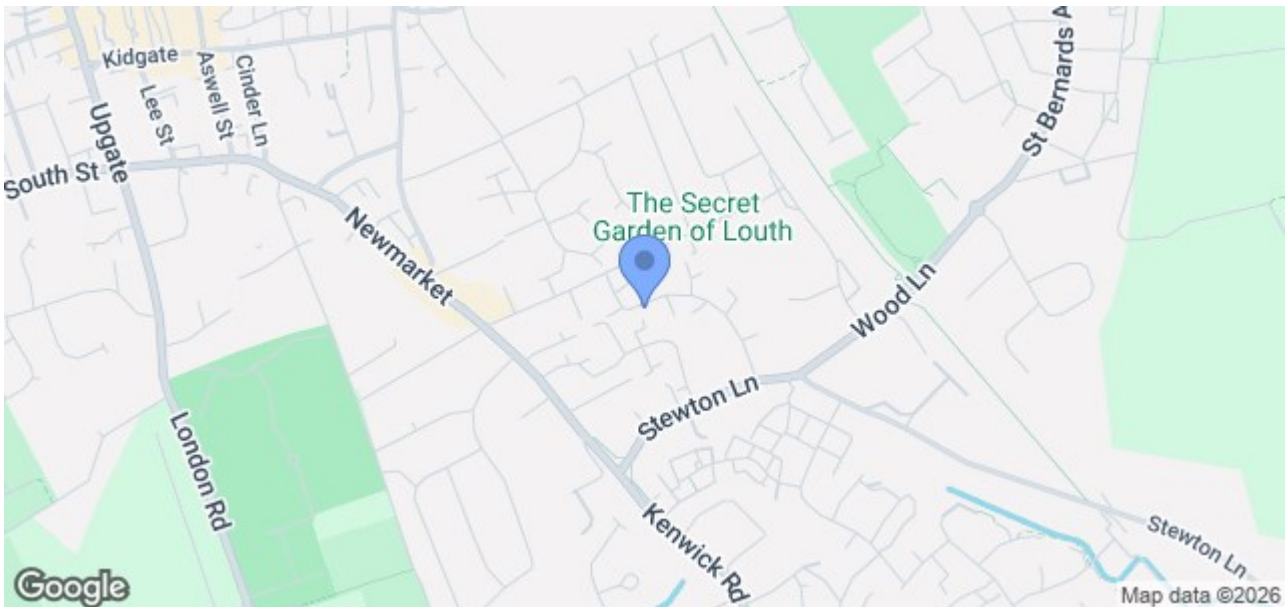 Kidgate
Lee St
Aswell St
Cinder Ln
Upgate
South St
Newmarket
The Secret
Garden of Louth
St Bernards A
Wood Ln
Stewton Ln
London Rd
Kenwick Rd
Stewton Ln
Google
Map data ©2026